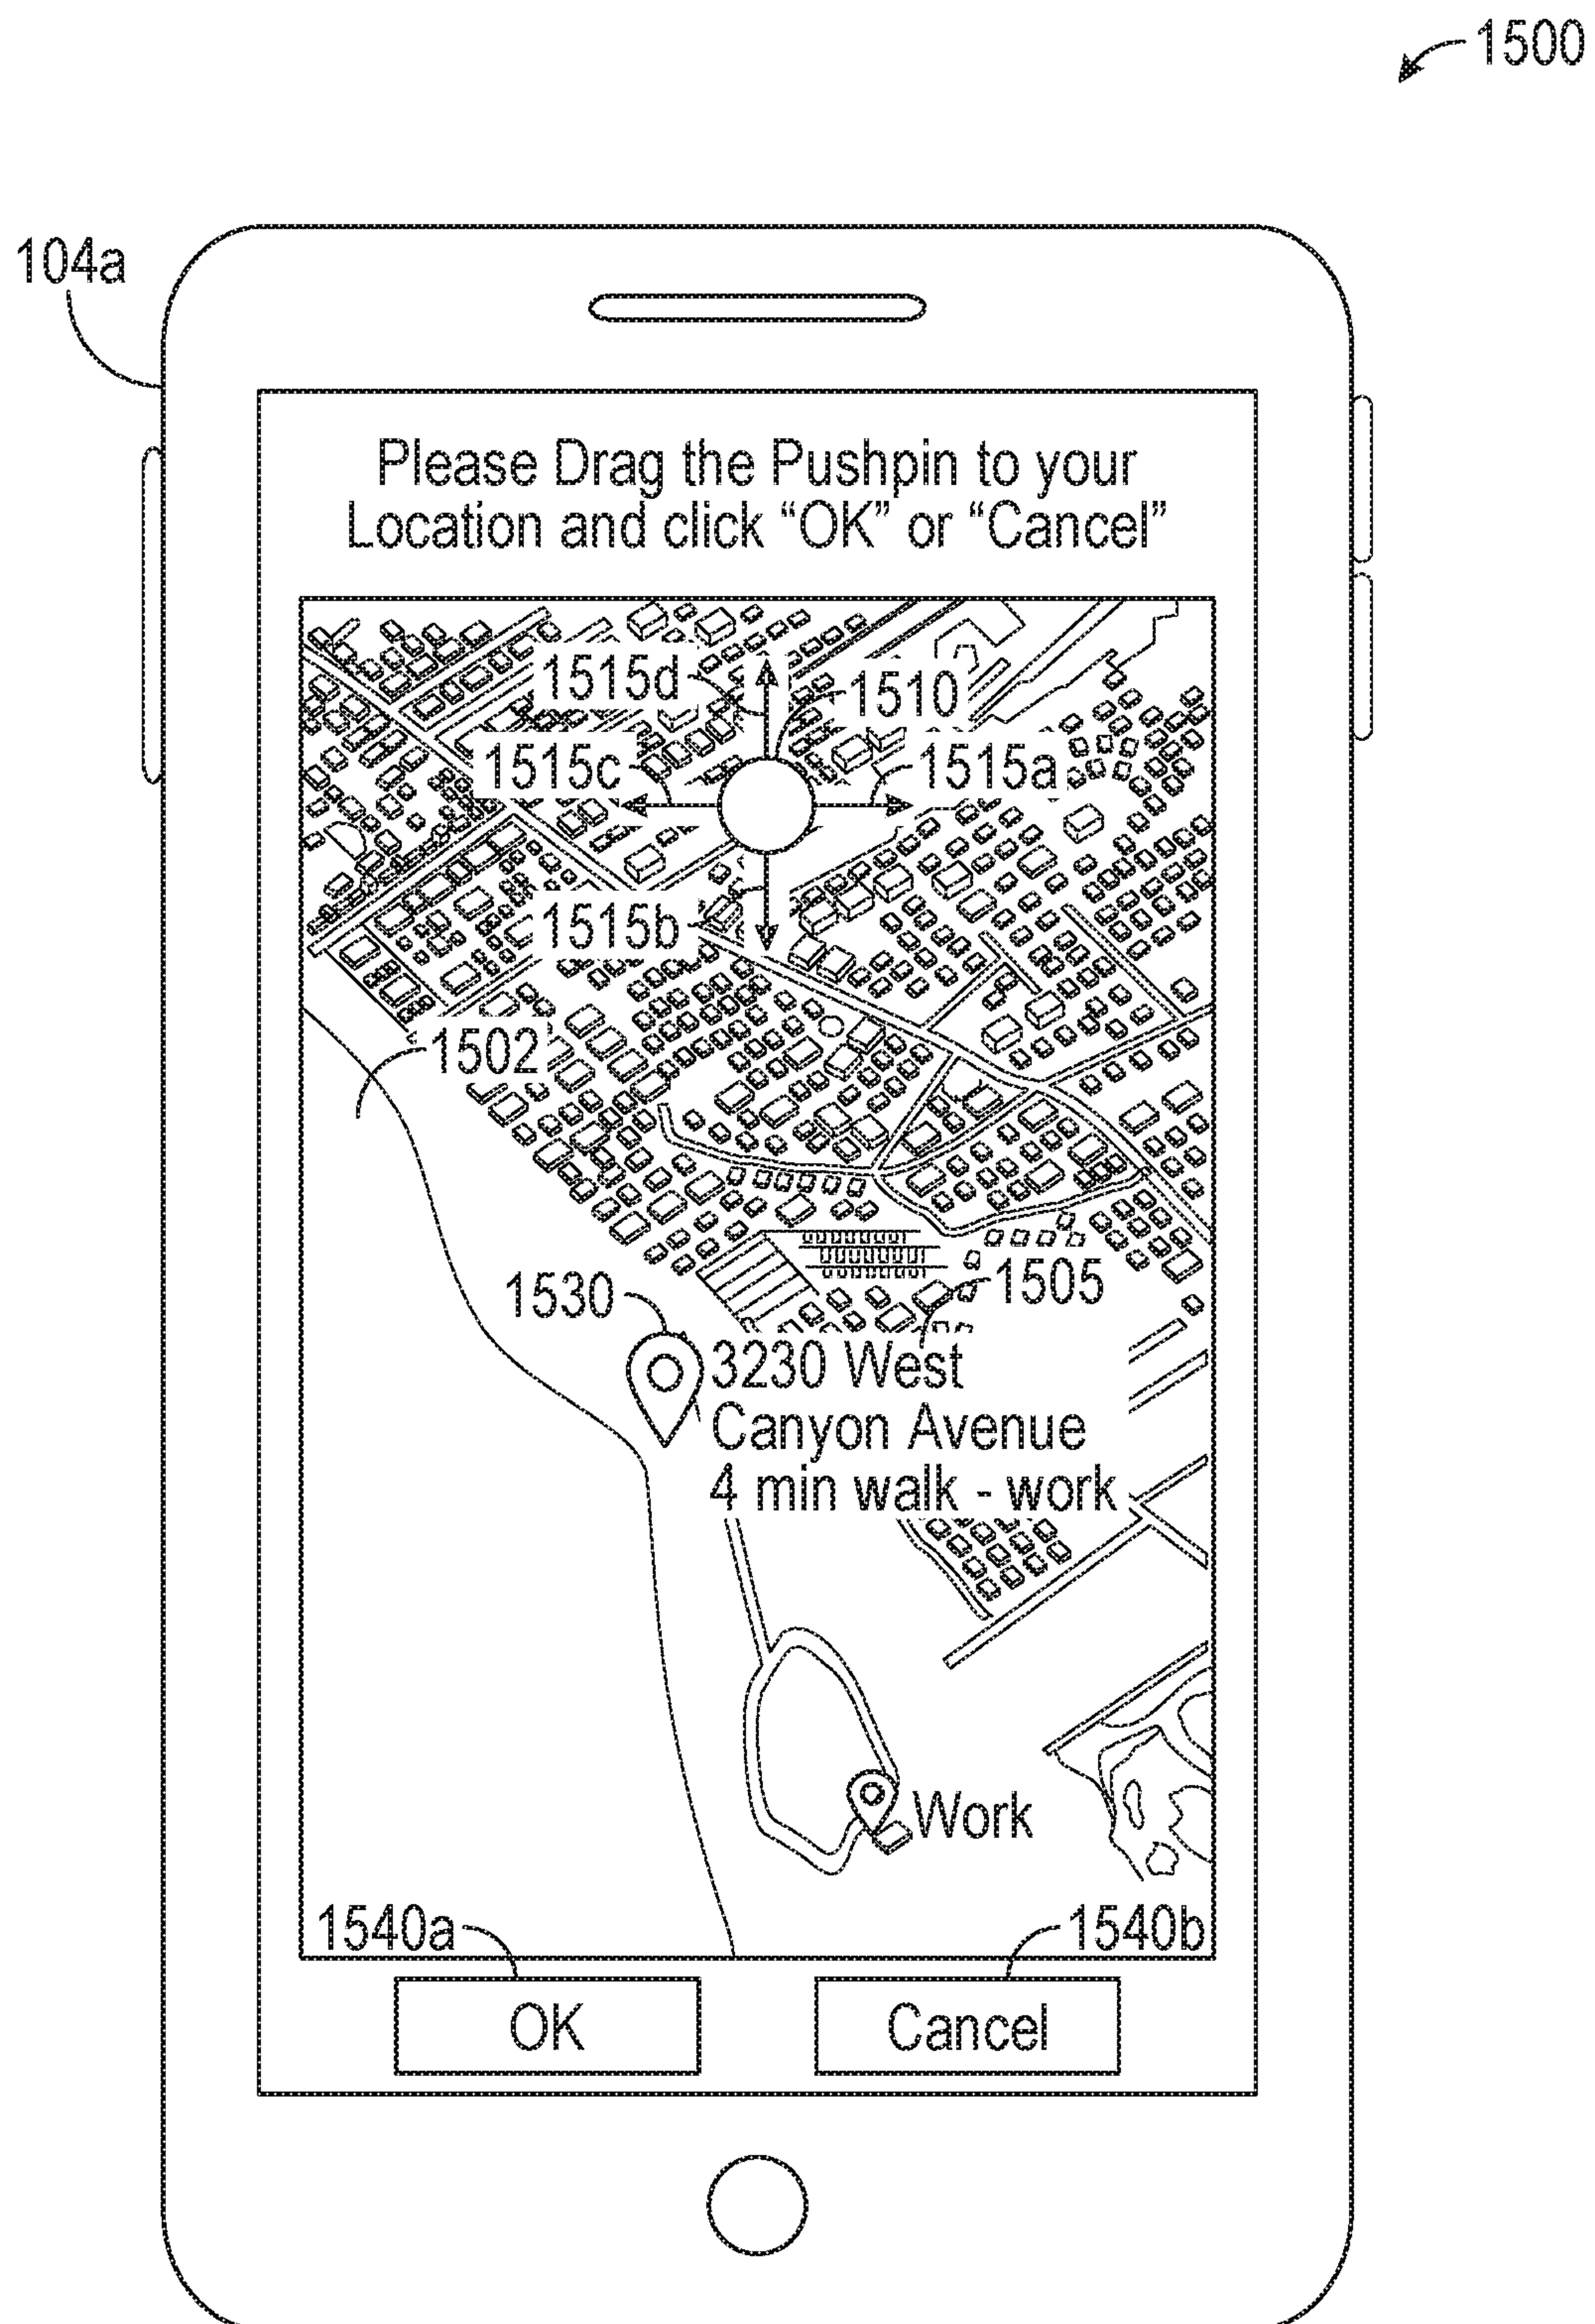 1500
104a
Please Drag the Pushpin to your
Location and click “OK” or “Cancel”
1515d
1510
1515c
1515a
1515b
1502
1530
1505
3230 West
Canyon Avenue
4 min walk - work
Work
1540a
1540b
OK
Cancel